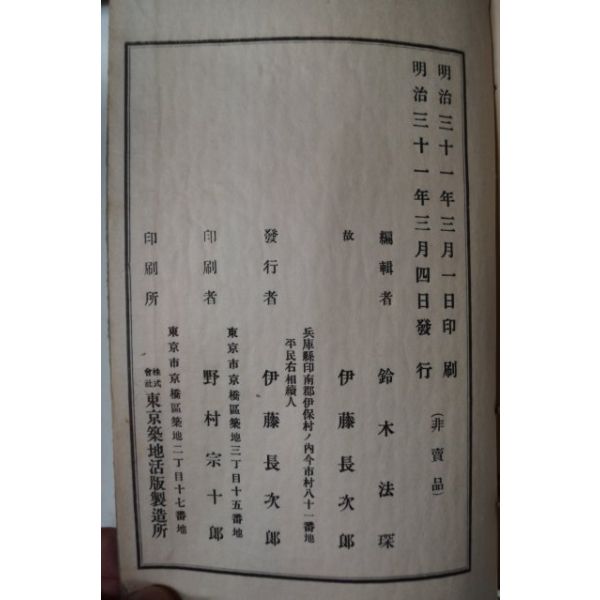 明治三十一年三月一日印刷
明治三十一年三月四日發行
(非賣品)
編輯者 鈴木法琛
故 伊藤長次郎
兵庫縣印南郡伊保村ノ內今市村八十一番地
平民右相續人
發行者 伊藤長次郎
東京市京橋區築地三丁目十五番地
印刷者 野村宗十郎
東京市京橋區築地二丁目十七番地
印刷所 株式會社 東京築地活版製造所